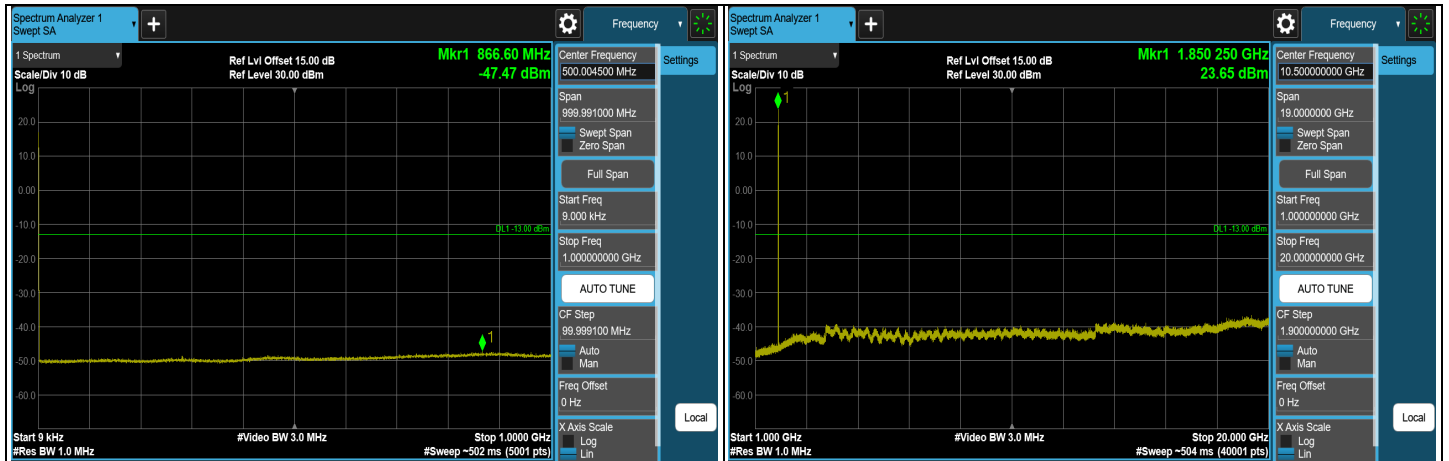 Spectrum Analyzer 1
Swept SA
+
Frequency
1 Spectrum
Scale/Div 10 dB
Log
Ref Lvl Offset 15.00 dB
Ref Level 30.00 dBm
Mkr1 866.60 MHz
-47.47 dBm
1
20.0
10.0
0.00
-10.0
-20.0
-30.0
-40.0
-50.0
-60.0
DL1 -13.00 dBm
Start 9 kHz
#Res BW 1.0 MHz
#Video BW 3.0 MHz
Stop 1.0000 GHz
#Sweep ~502 ms (5001 pts)
Center Frequency
500.004500 MHz
Span
999.991000 MHz
Swept Span
Zero Span
Full Span
Start Freq
9.000 kHz
Stop Freq
1.000000000 GHz
AUTO TUNE
CF Step
99.999100 MHz
Auto
Man
Freq Offset
0 Hz
X Axis Scale
Log
Lin
Settings
Local
Spectrum Analyzer 1
Swept SA
+
Frequency
1 Spectrum
Scale/Div 10 dB
Log
Ref Lvl Offset 15.00 dB
Ref Level 30.00 dBm
Mkr1 1.850 250 GHz
23.65 dBm
1
20.0
10.0
0.00
-10.0
-20.0
-30.0
-40.0
-50.0
-60.0
DL1 -13.00 dBm
Start 1.000 GHz
#Res BW 1.0 MHz
#Video BW 3.0 MHz
Stop 20.000 GHz
#Sweep ~504 ms (40001 pts)
Center Frequency
10.500000000 GHz
Span
19.0000000 GHz
Swept Span
Zero Span
Full Span
Start Freq
1.000000000 GHz
Stop Freq
20.000000000 GHz
AUTO TUNE
CF Step
1.900000000 GHz
Auto
Man
Freq Offset
0 Hz
X Axis Scale
Log
Lin
Settings
Local